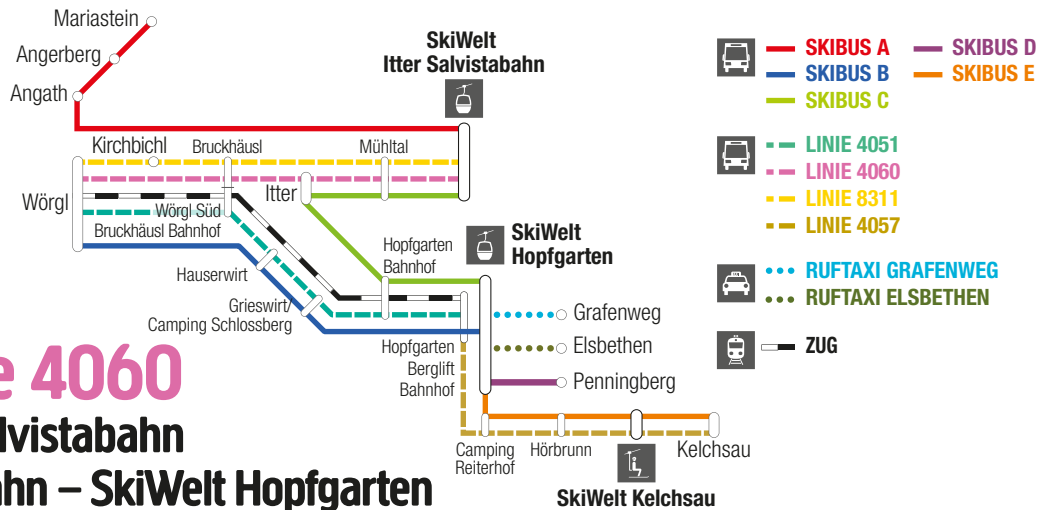 Mariastein
Angerberg
Angath
SkiWelt
Itter Salvistabahn
Kirchbichl
Bruckhäusl
Mühltal
Wörgl
Itter
Wörgl Süd
Bruckhäusl Bahnhof
Hauserwirt
Grieswirt/
Camping Schlossberg
Hopfgarten
Bahnhof
SkiWelt
Hopfgarten
Grafenweg
Elsbethen
Penningberg
Hopfgarten
Berglift
Bahnhof
Camping
Reiterhof
Hörbrunn
Kelchsau
SkiWelt Kelchsau
SKIBUS A
SKIBUS B
SKIBUS C
SKIBUS D
SKIBUS E
LINIE 4051
LINIE 4060
LINIE 8311
LINIE 4057
RUFTAXI GRAFENWEG
RUFTAXI ELSBETHEN
ZUG
e 4060
lvistabahn
ahn – SkiWelt Hopfgarten